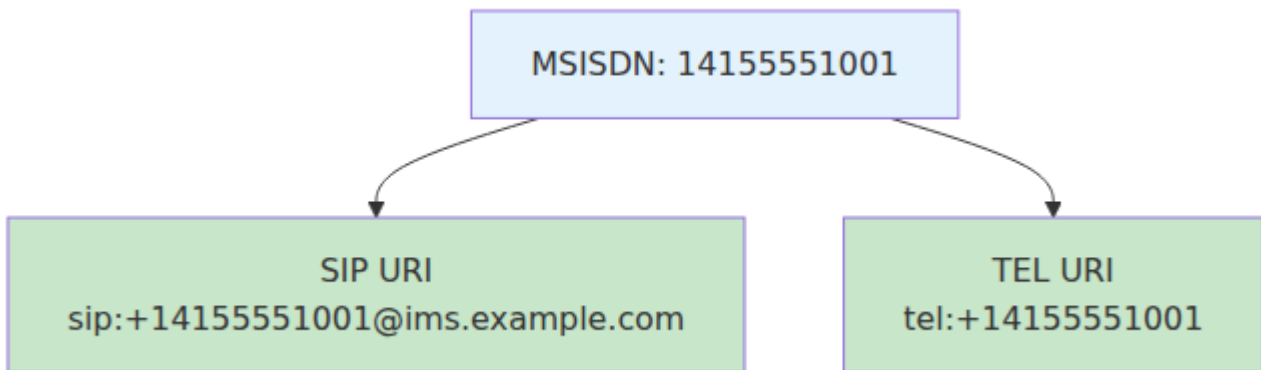 MSISDN: 14155551001
SIP URI
sip:+14155551001@ims.example.com
TEL URI
tel:+14155551001